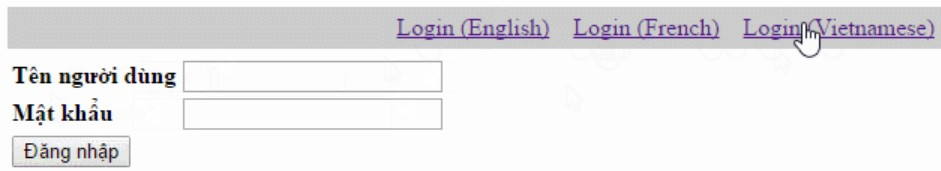 Login (English) Login (French) Login (Vietnamese)
Tên người dùng
Mật khẩu
Đăng nhập